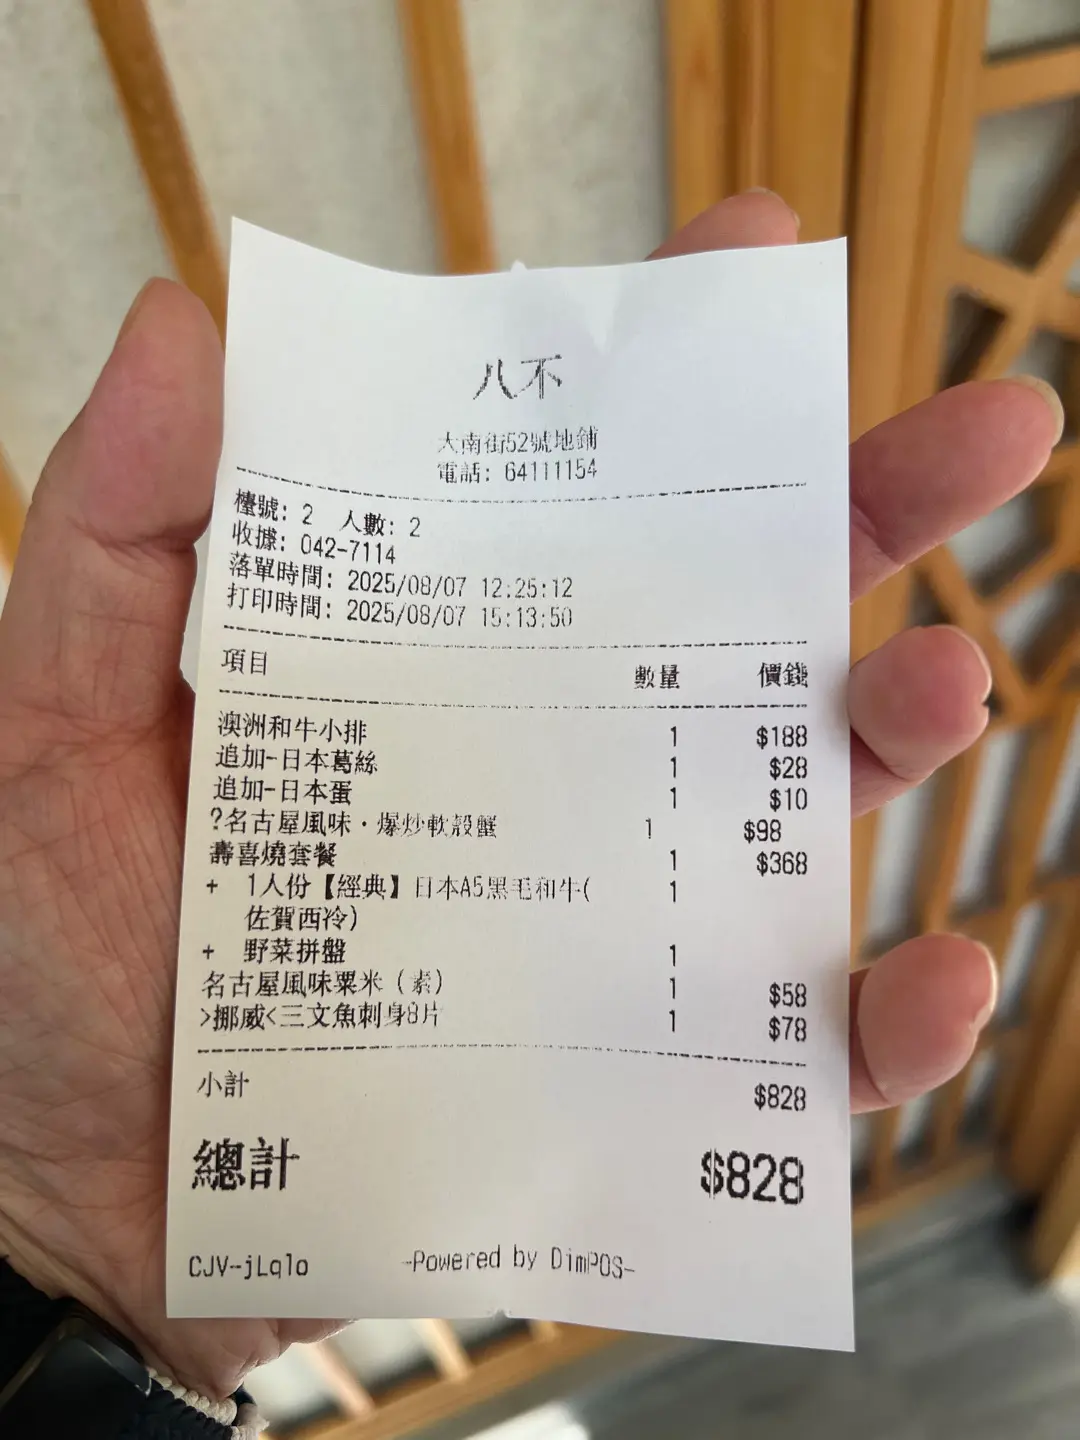 八不
大南街52號地鋪
電話: 64111154
檯號: 2 人數: 2
收據: 042-7114
落單時間: 2025/08/07 12:25:12
打印時間: 2025/08/07 15:13:50
項目 數量 價錢
澳洲和牛小排 1 $188
追加-日本葛絲 1 $28
追加-日本蛋 1 $10
?名古屋風味・爆炒軟殼蟹 1 $98
壽喜燒套餐 1 $368
+ 1人份【經典】日本A5黑毛和牛( 1
佐賀西冷)
+ 野菜拼盤 1
名古屋風味粟米（素） 1 $58
>挪威<三文魚刺身8片 1 $78
小計 $828
總計 $828
CJV-jLqlo -Powered by DimPOS-